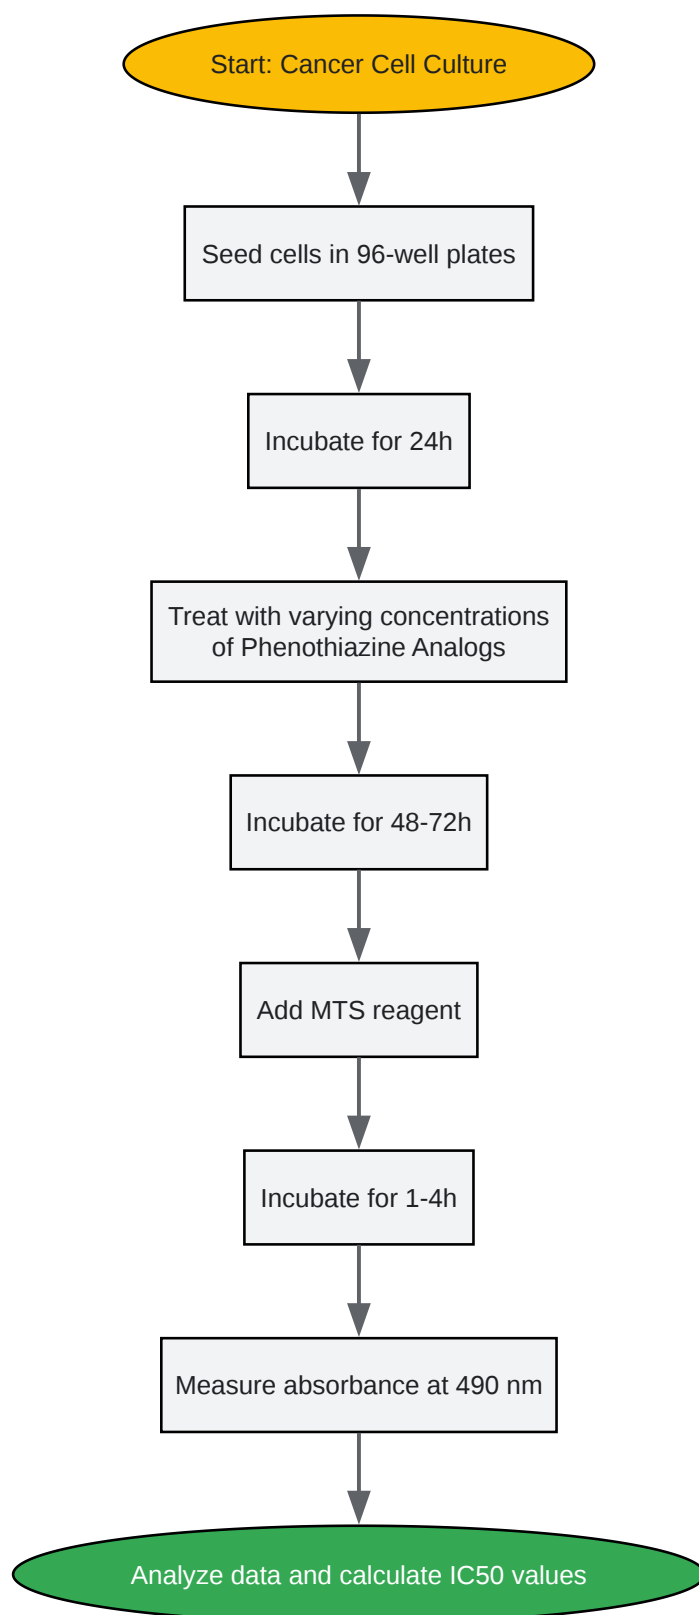 Start: Cancer Cell Culture
Seed cells in 96-well plates
Incubate for 24h
Treat with varying concentrations
of Phenothiazine Analogs
Incubate for 48-72h
Add MTS reagent
Incubate for 1-4h
Measure absorbance at 490 nm
Analyze data and calculate IC50 values